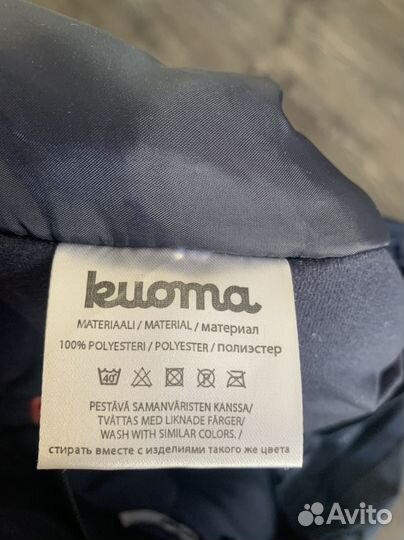 kuoma
MATERIAALI / MATERIAL / материал
100% POLYESTERI / POLYESTER / полиэстер
40
PESTÄVÄ SAMANVÄRISTEN KANSSA/
TVÄTTAS MED LIKNADE FÄRGER/
WASH WITH SIMILAR COLORS. /
стирать вместе с изделиями такого же цвета
Avito